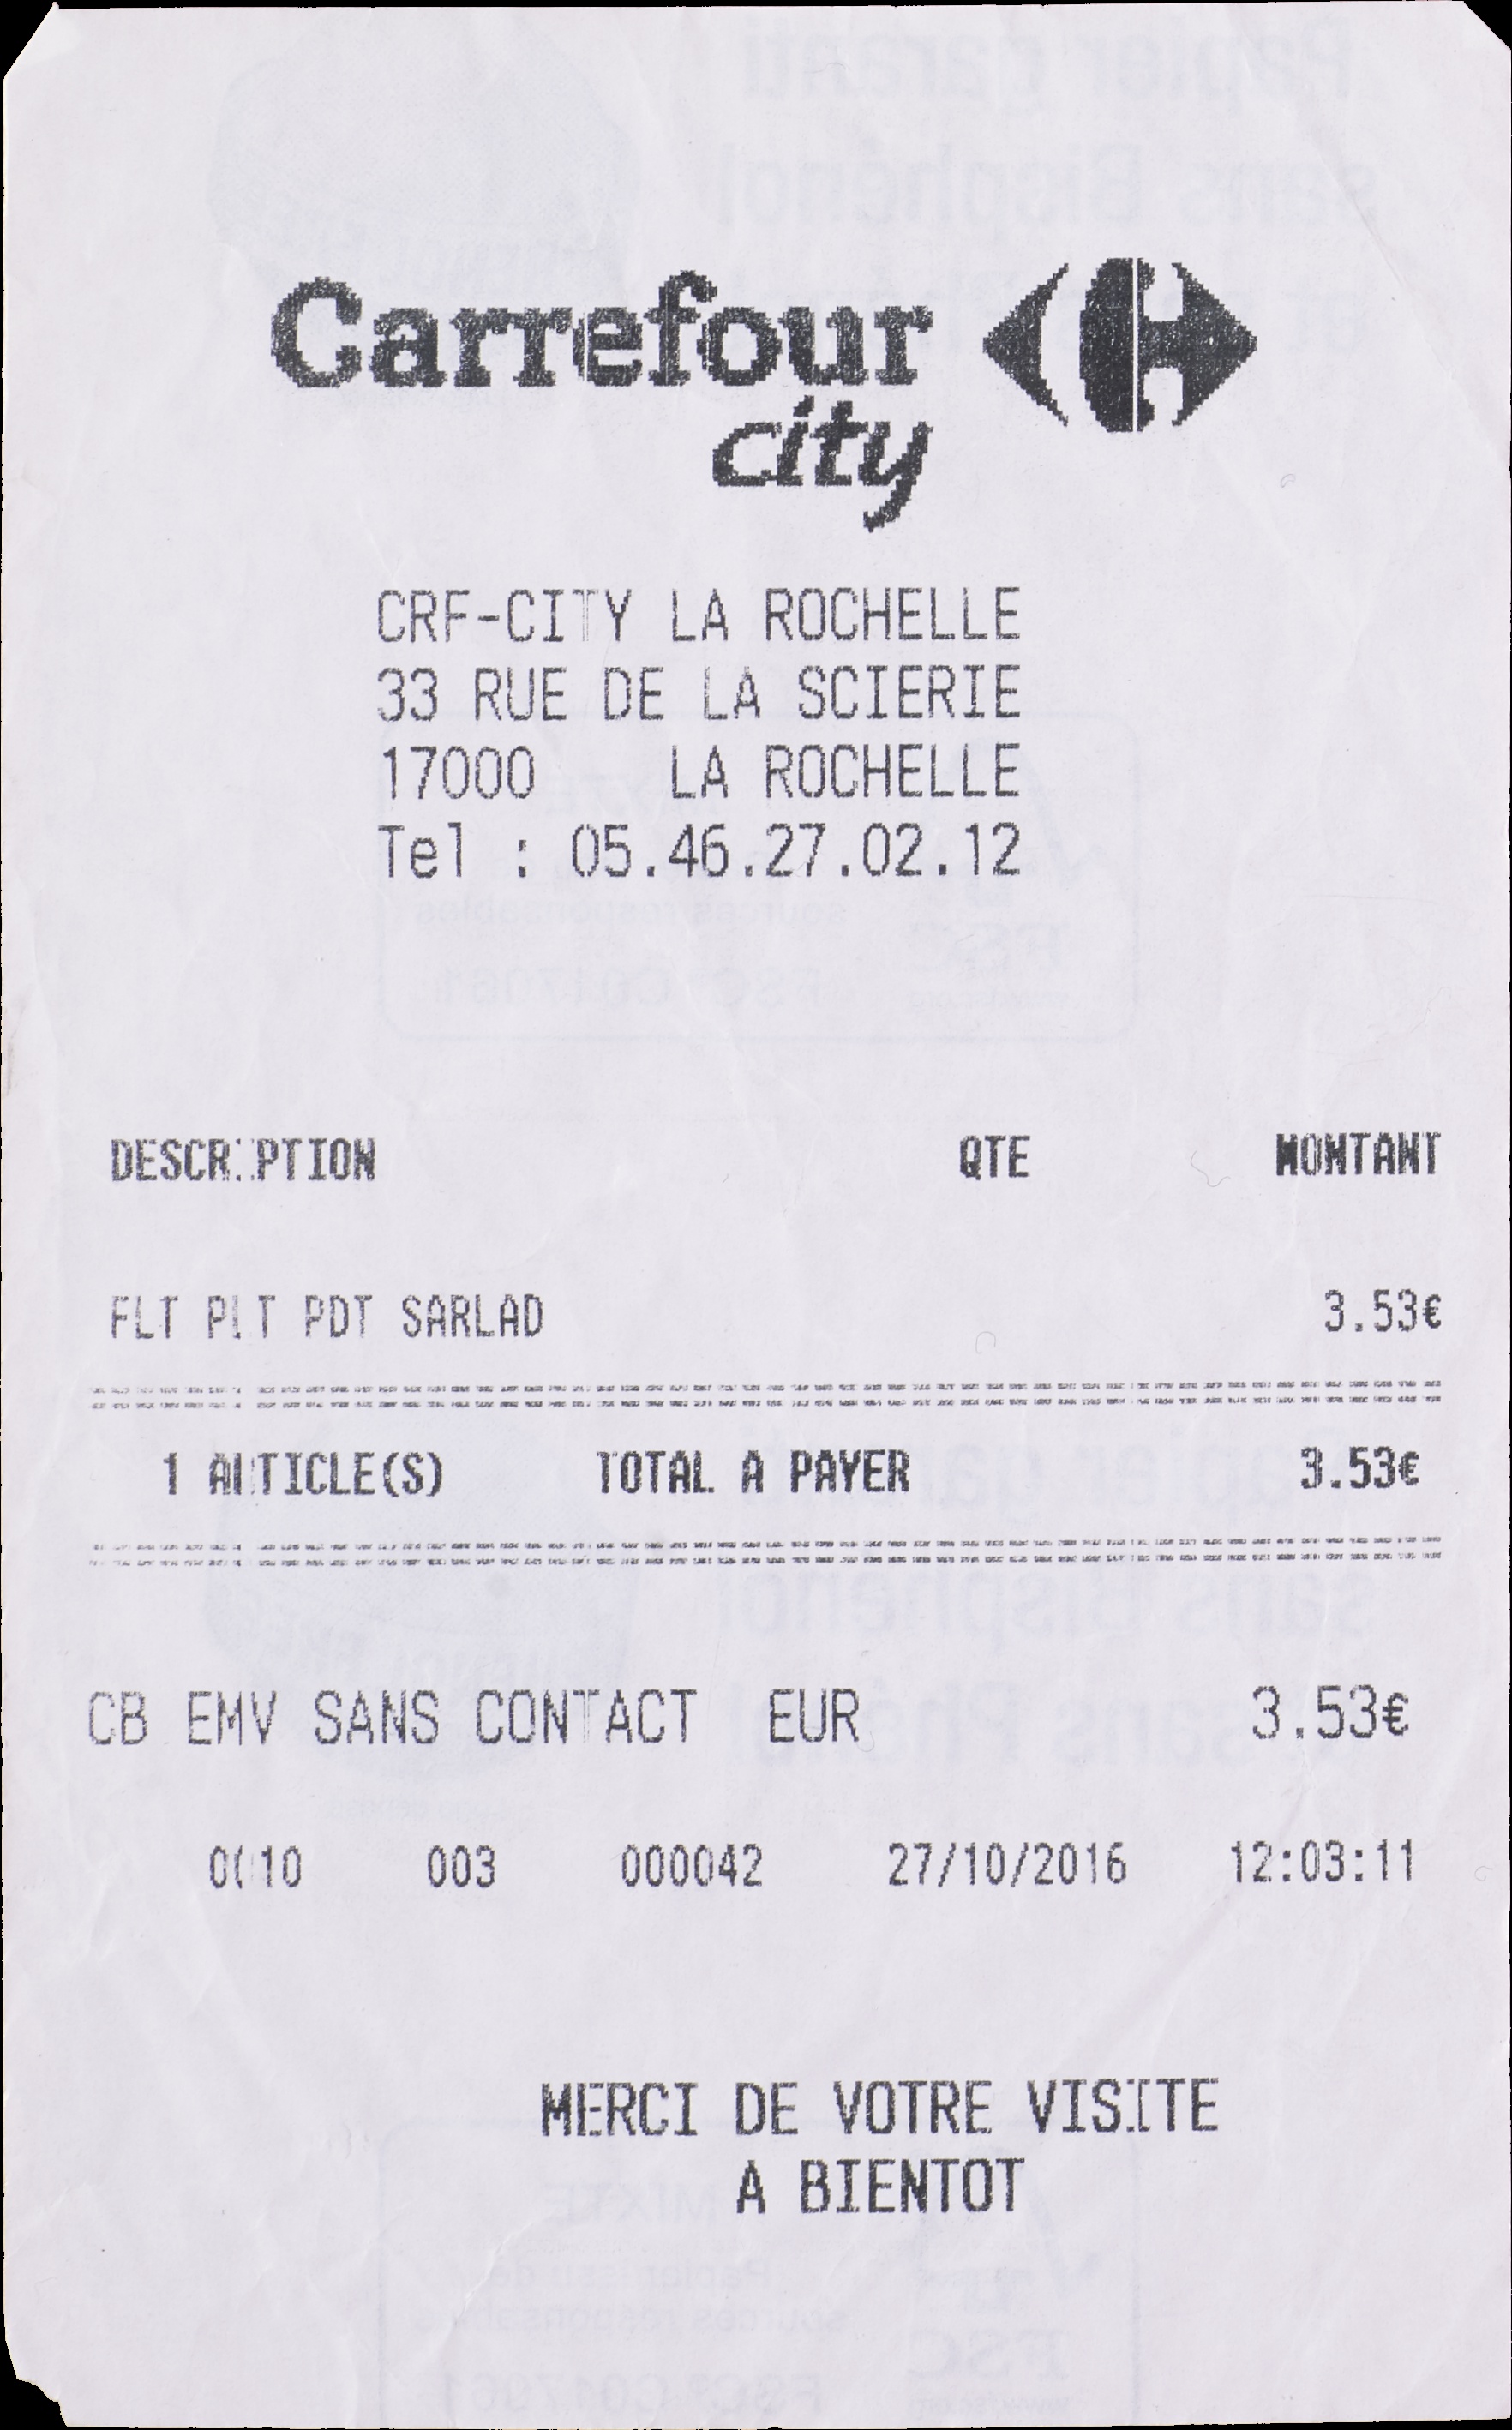 Carrefour
city
CRF-CITY LA ROCHELLE
33 RUE DE LA SCIERIE
17000 LA ROCHELLE
Tel : 05.46.27.02.12
DESCRIPTION QTE MONTANT
FLT PLT PDT SARLAD 3.53€
1 ARTICLE(S) TOTAL A PAYER 3.53€
CB EMV SANS CONTACT EUR 3.53€
0010 003 000042 27/10/2016 12:03:11
MERCI DE VOTRE VISITE
A BIENTOT